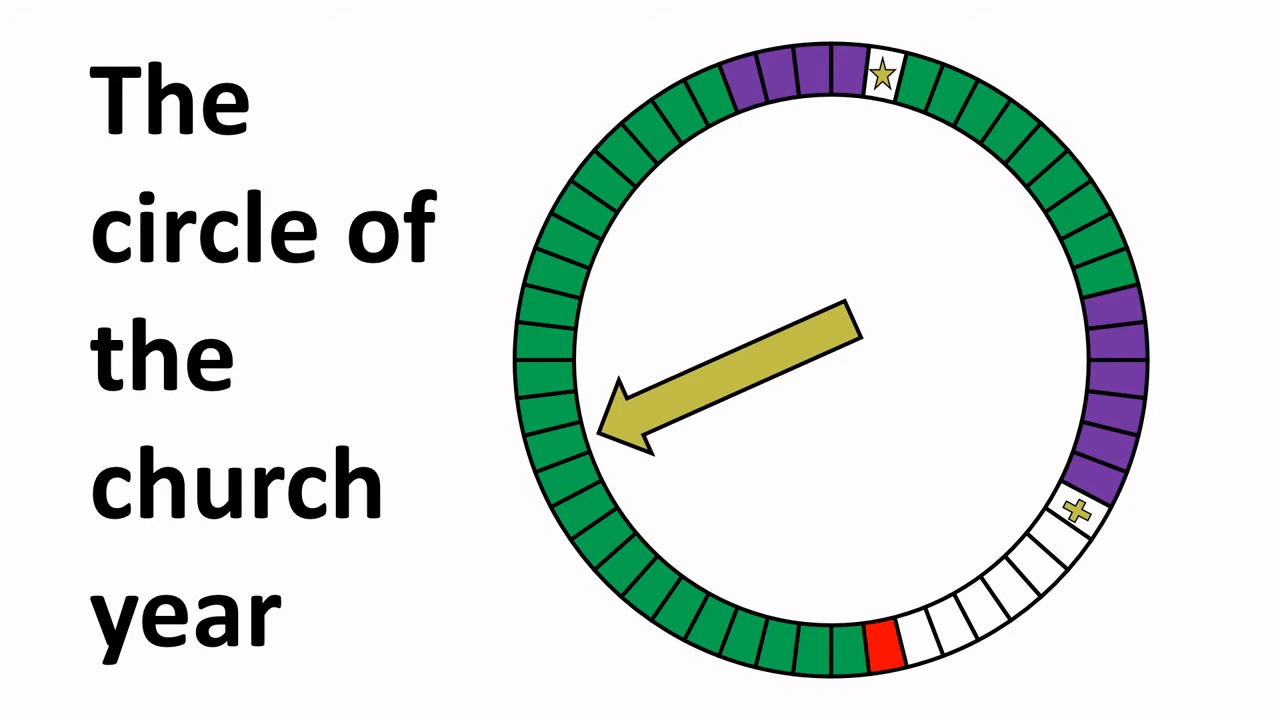 The
circle of
the
church
year